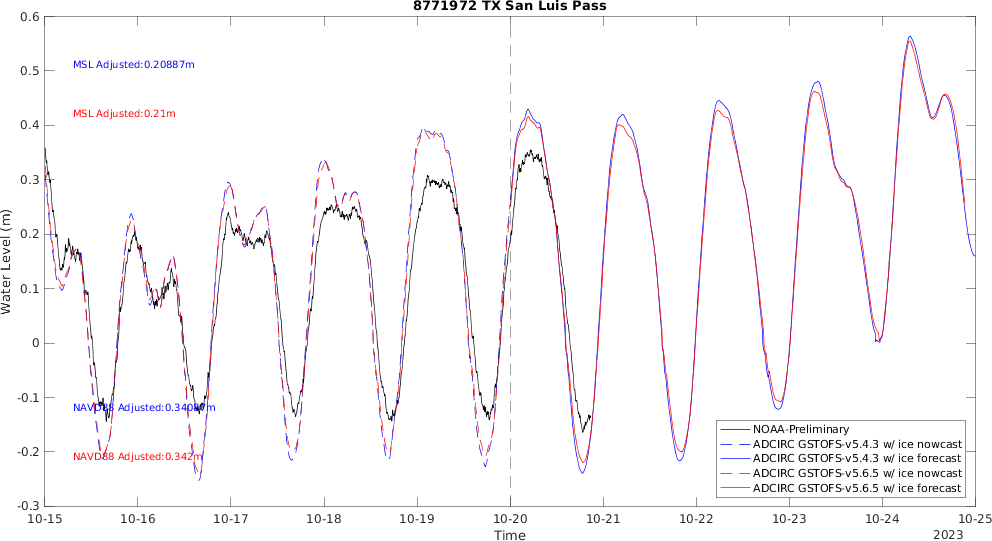 8771972 TX San Luis Pass
0.6
0.5
0.4
0.3
0.2
0.1
0
-0.1
-0.2
-0.3
Water Level (m)
MSL Adjusted:0.20887m
MSL Adjusted:0.21m
NAVD88 Adjusted:0.34087m
NAVD88 Adjusted:0.342m
NOAA-Preliminary
ADCIRC GSTOFS-v5.4.3 w/ ice nowcast
ADCIRC GSTOFS-v5.4.3 w/ ice forecast
ADCIRC GSTOFS-v5.6.5 w/ ice nowcast
ADCIRC GSTOFS-v5.6.5 w/ ice forecast
10-15 10-16 10-17 10-18 10-19 10-20 10-21 10-22 10-23 10-24 10-25
Time
2023